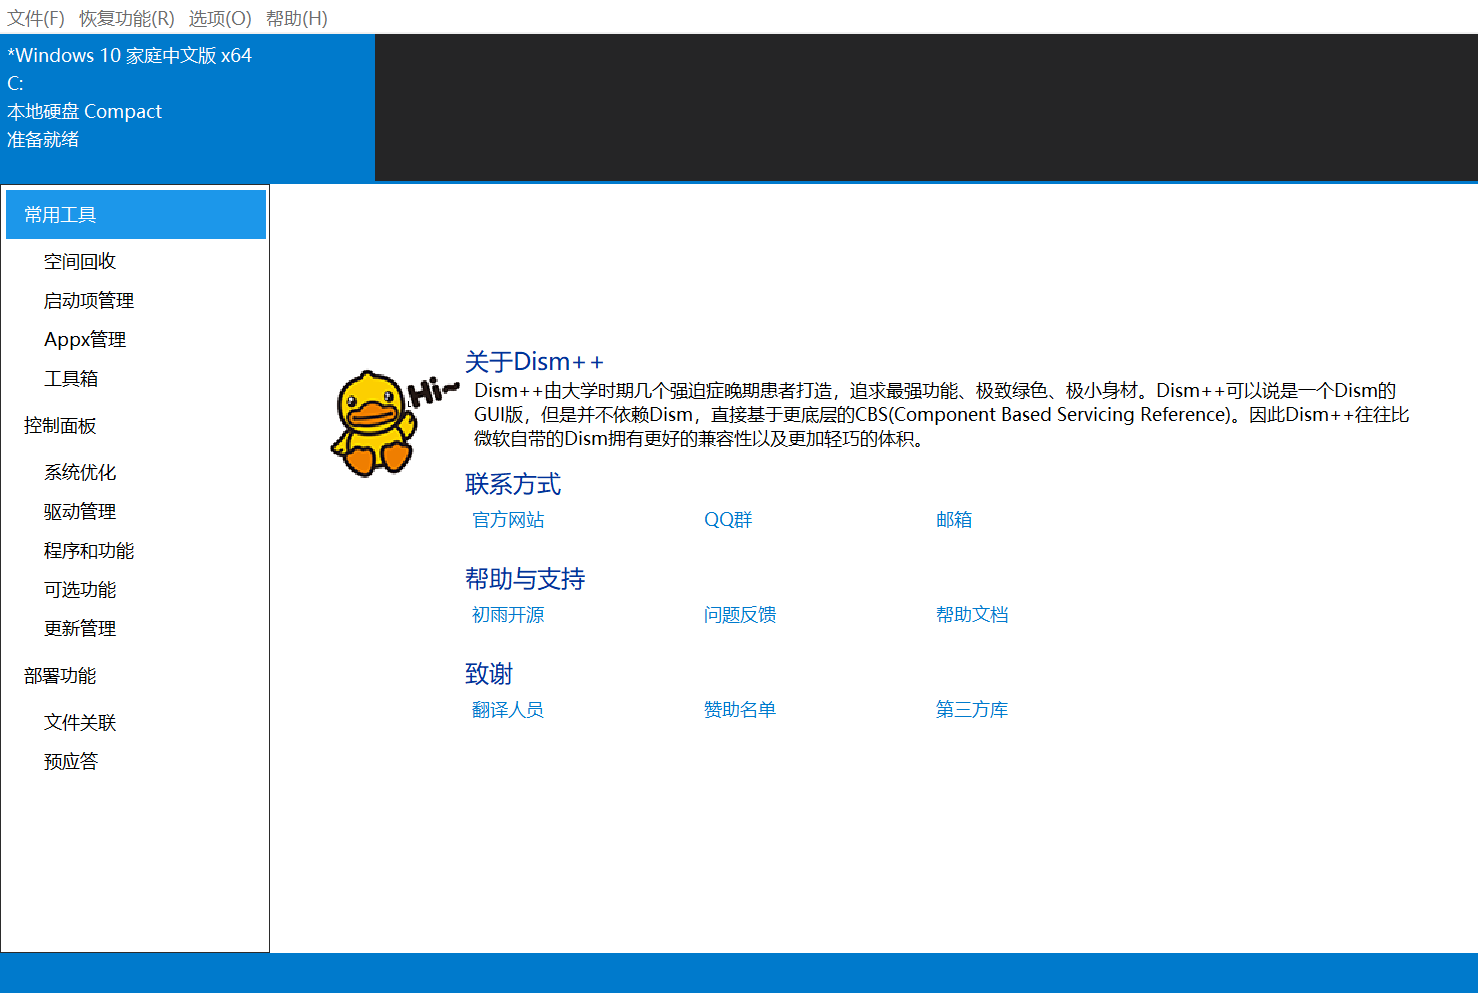 文件(F) 恢复功能(R) 选项(O) 帮助(H)
*Windows 10 家庭中文版 x64
C:
本地硬盘 Compact
准备就绪
常用工具
空间回收
启动项管理
Appx管理
工具箱
控制面板
系统优化
驱动管理
程序和功能
可选功能
更新管理
部署功能
文件关联
预应答
Hi~
关于Dism++
Dism++由大学时期几个强迫症晚期患者打造，追求最强功能、极致绿色、极小身材。Dism++可以说是一个Dism的
GUI版，但是并不依赖Dism，直接基于更底层的CBS(Component Based Servicing Reference)。因此Dism++往往比
微软自带的Dism拥有更好的兼容性以及更加轻巧的体积。
联系方式
官方网站 QQ群 邮箱
帮助与支持
初雨开源 问题反馈 帮助文档
致谢
翻译人员 赞助名单 第三方库